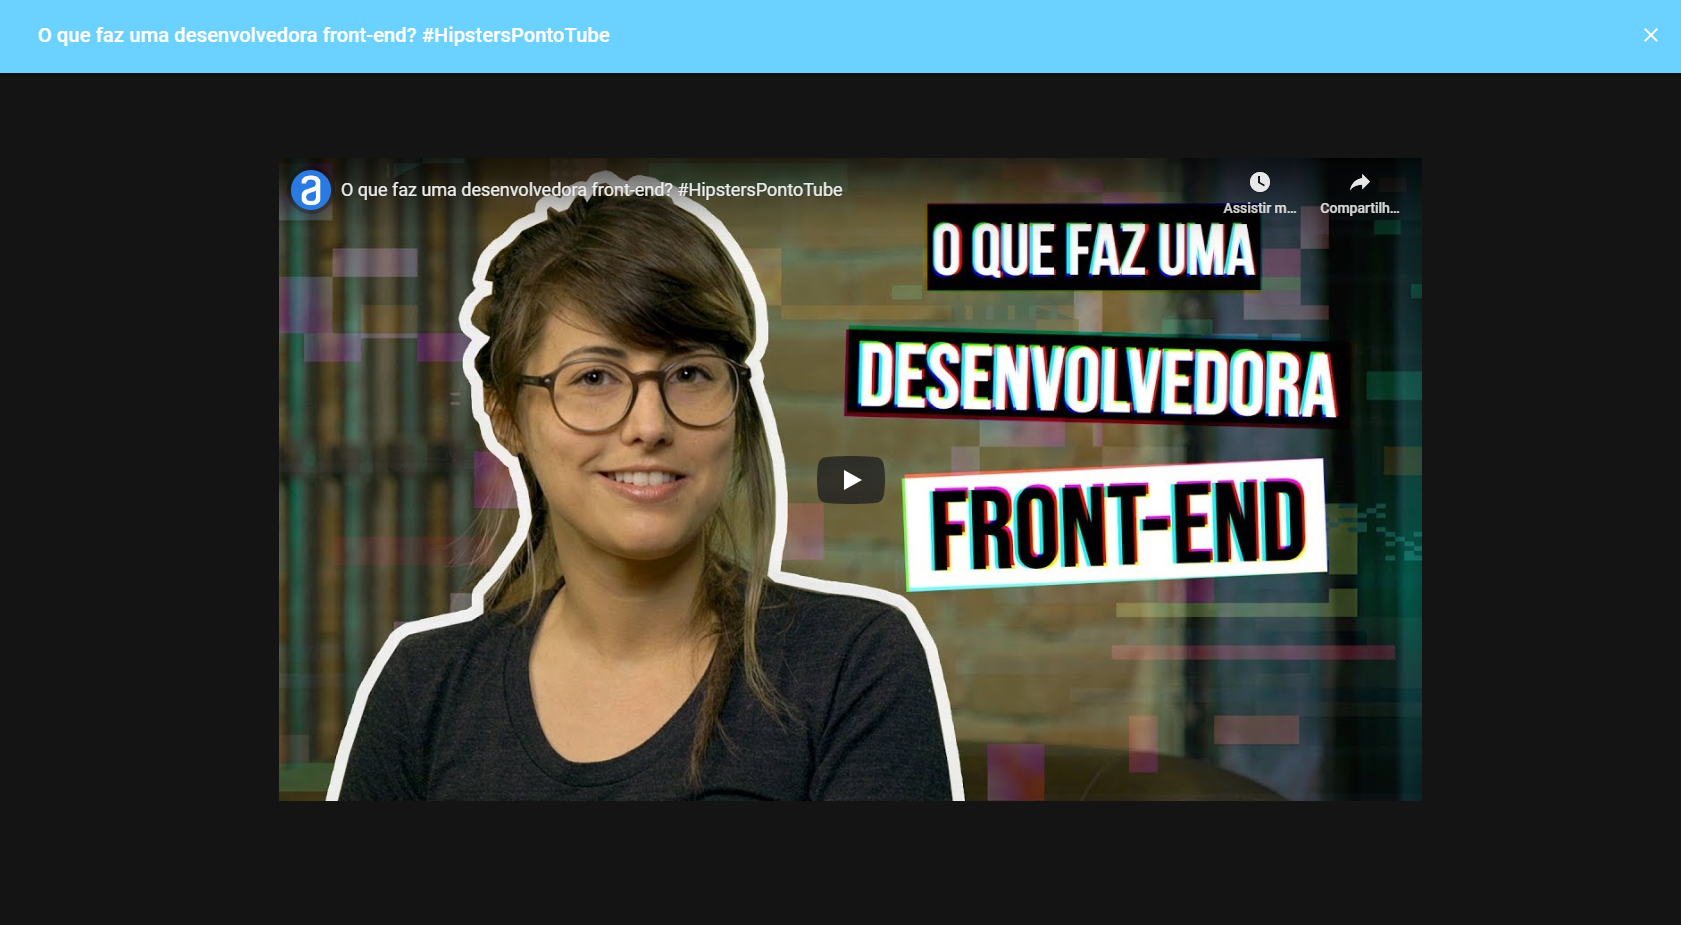 O que faz uma desenvolvedora front-end? #HipstersPontoTube
a
O que faz uma desenvolvedora front-end? #HipstersPontoTube
Assistir m...
Compartilh...
O QUE FAZ UMA
DESENVOLVEDORA
FRONT-END